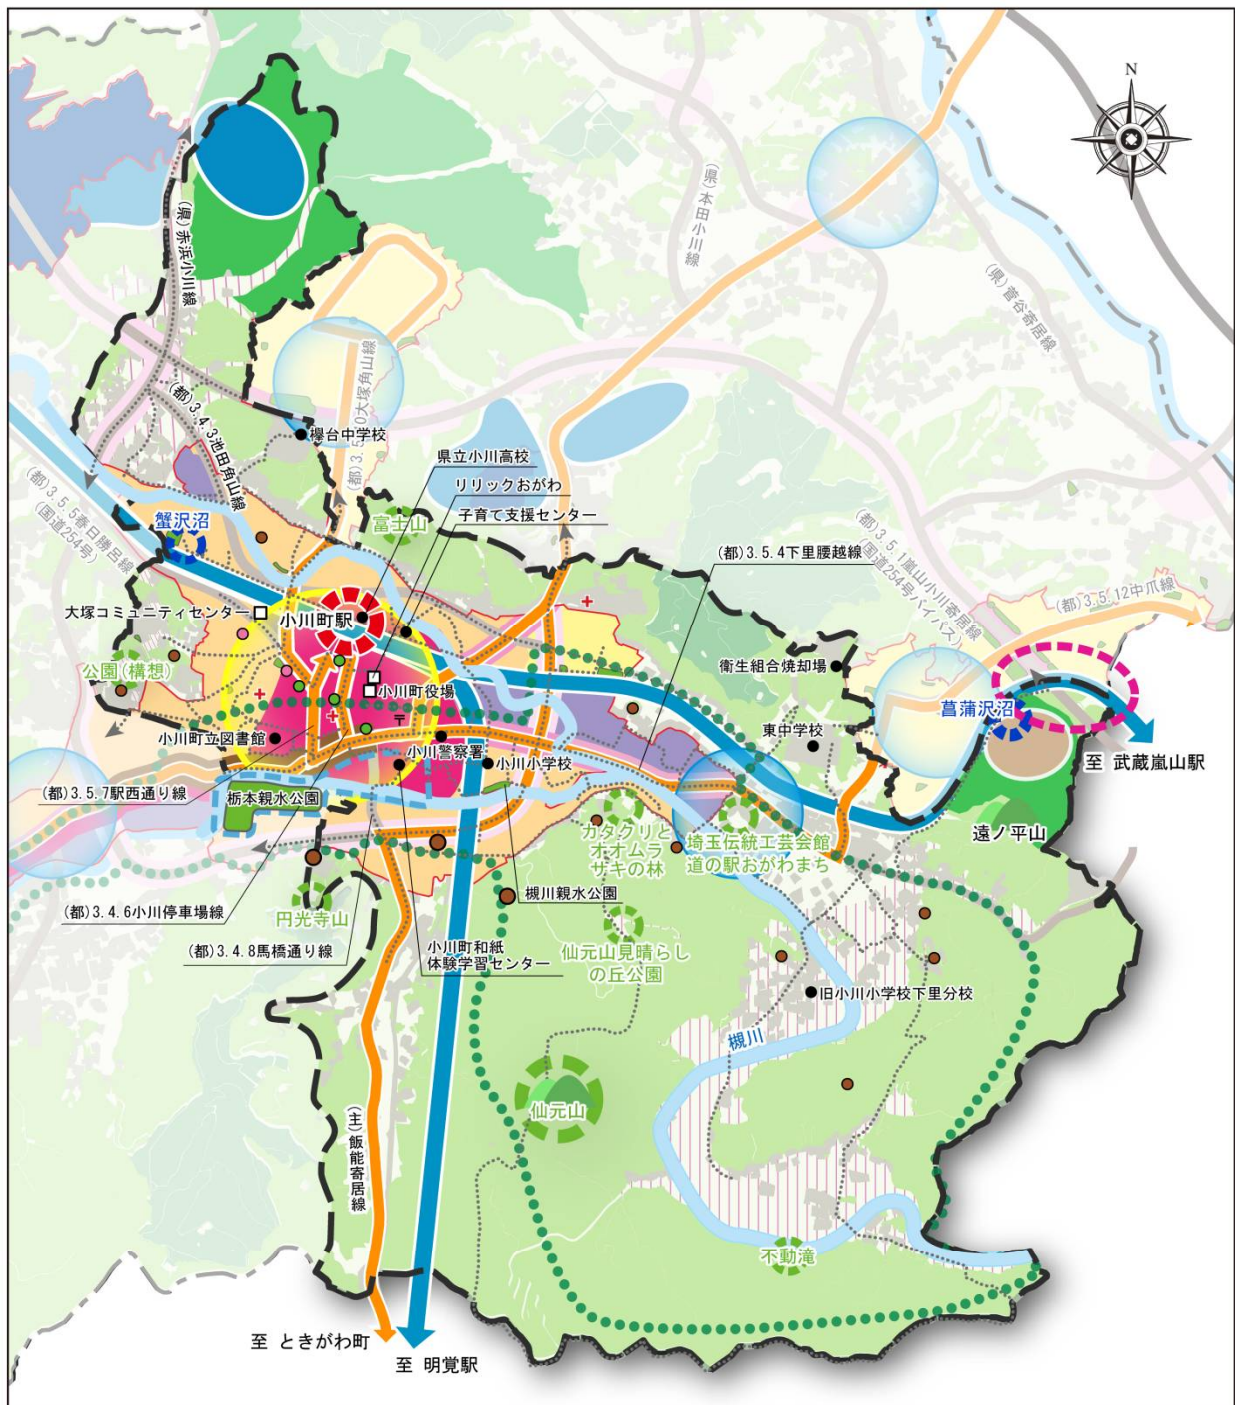 N
(県)本田小川線
(県)菅谷寄居線
(県)赤浜小川線
(都)3.4.3池田角山線
欅台中学校
県立小川高校
リリックおがわ
子育て支援センター
富士山
(都)3.5.5春日勝呂線
(国道254号)
蟹沢沼
(都)3.5.4下里腰越線
(都)3.5.1嵐山小川寄居線
(国道254号バイパス)
(都)3.5.12中爪線
大塚コミュニティセンター
小川町駅
公園(構想)
衛生組合焼却場
小川町役場
菖蒲沢沼
小川町立図書館
〒
小川警察署
東中学校
小川小学校
至 武蔵嵐山駅
(都)3.5.7駅西通り線
栃本親水公園
カタクリと
オオムラ
サキの林
埼玉伝統工芸会館
道の駅おがわまち
遠ノ平山
槻川親水公園
(都)3.4.6小川停車場線
円光寺山
(都)3.4.8馬橋通り線
小川町和紙
体験学習センター
仙元山見晴らし
の丘公園
旧小川小学校下里分校
槻川
仙元山
(主)飯能寄居線
不動滝
至 ときがわ町
至 明覚駅